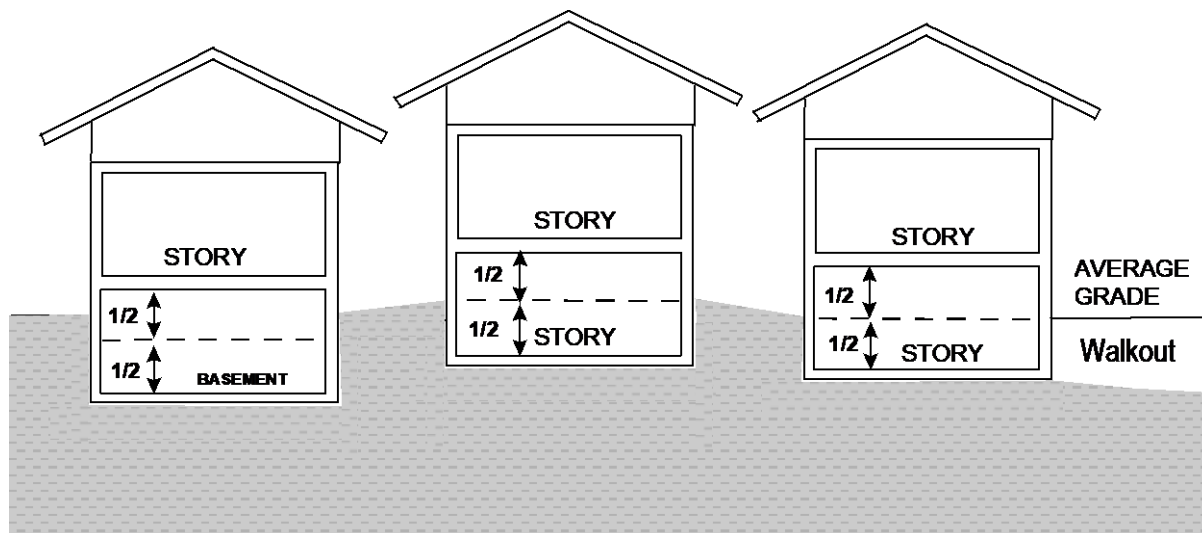 STORY
1/2
1/2
BASEMENT
STORY
1/2
1/2
STORY
STORY
1/2
1/2
STORY
AVERAGE
GRADE
Walkout